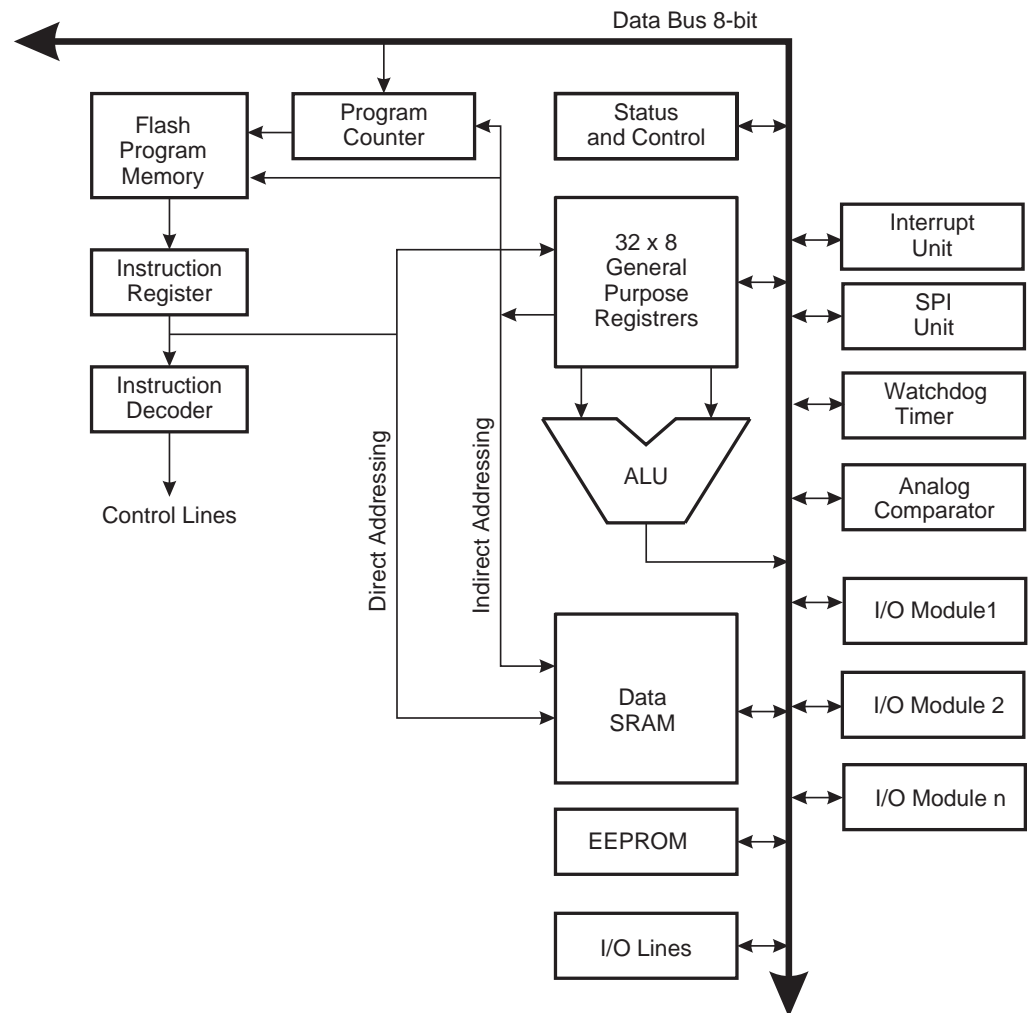 Data Bus 8-bit
Flash
Program
Memory
Program
Counter
Status
and Control
Interrupt
Unit
32 x 8
General
Purpose
Registrers
Instruction
Register
SPI
Unit
Instruction
Decoder
Watchdog
Timer
Direct Addressing
Indirect Addressing
ALU
Analog
Comparator
Control Lines
I/O Module1
Data
SRAM
I/O Module 2
I/O Module n
EEPROM
I/O Lines